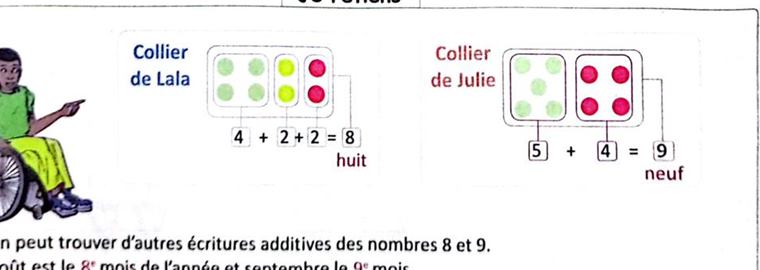 Collier
de Lala
4 + 2 + 2 = 8
huit
Collier
de Julie
5 + 4 = 9
neuf
n peut trouver d'autres écritures additives des nombres 8 et 9.
oût est le 8e mois de l'année et septembre le 9e mois